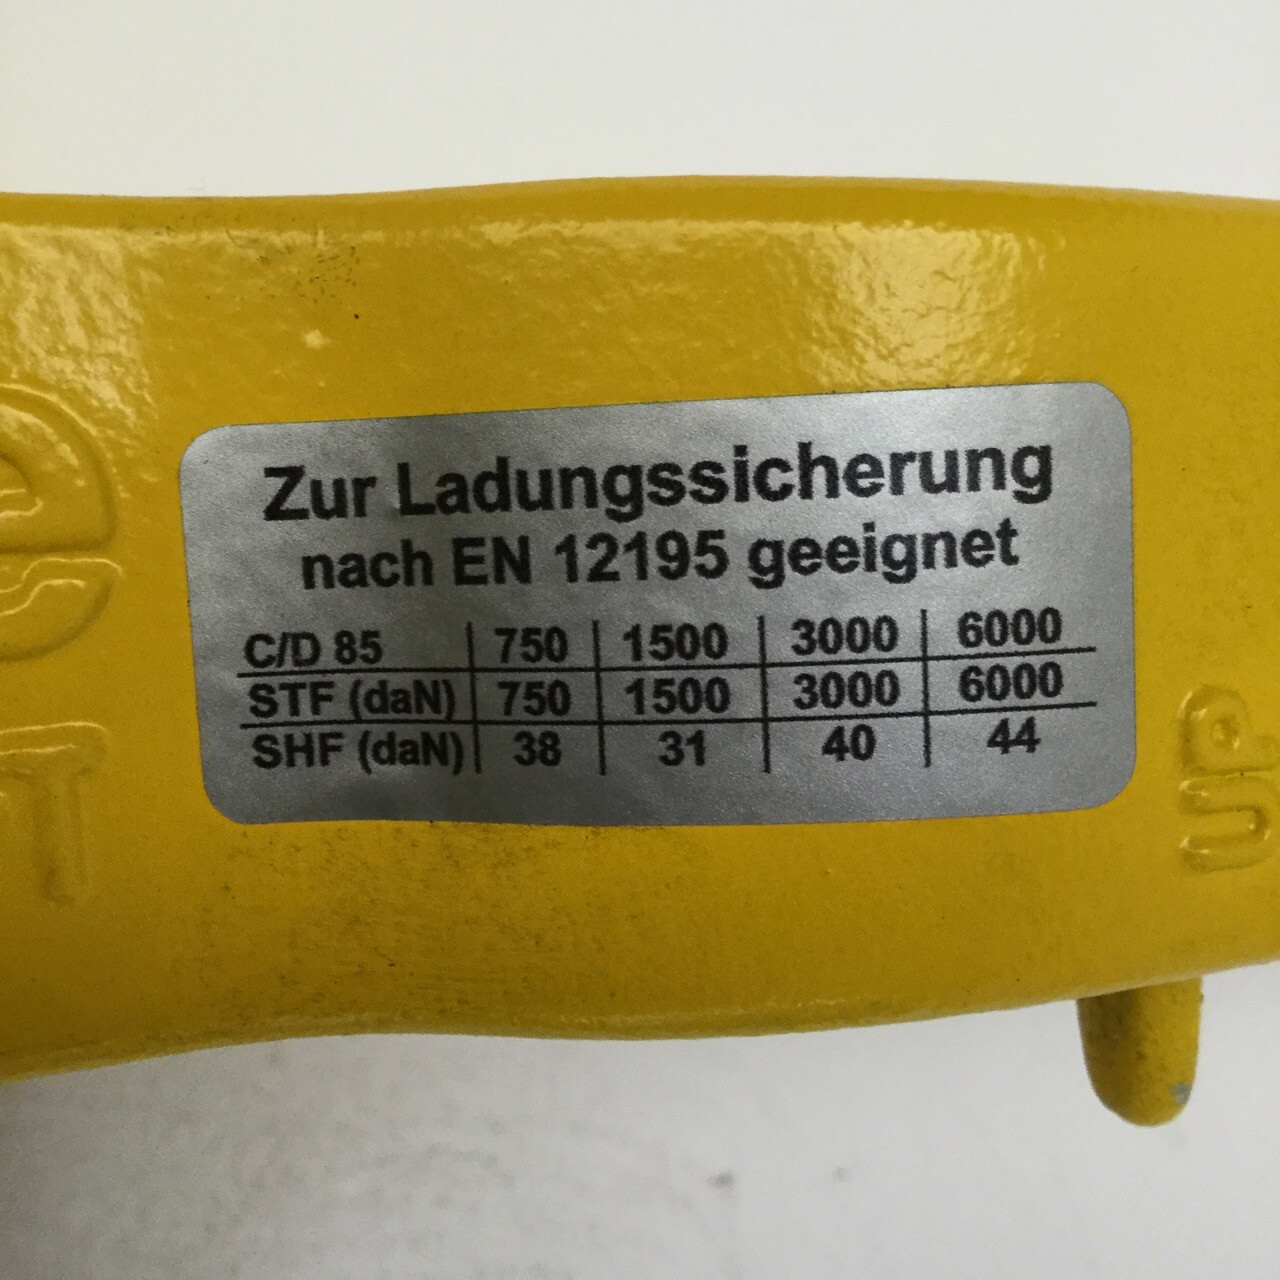 Zur Ladungssicherung
nach EN 12195 geeignet
C/D 85 750 1500 3000 6000
STF (daN) 750 1500 3000 6000
SHF (daN) 38 31 40 44
UP